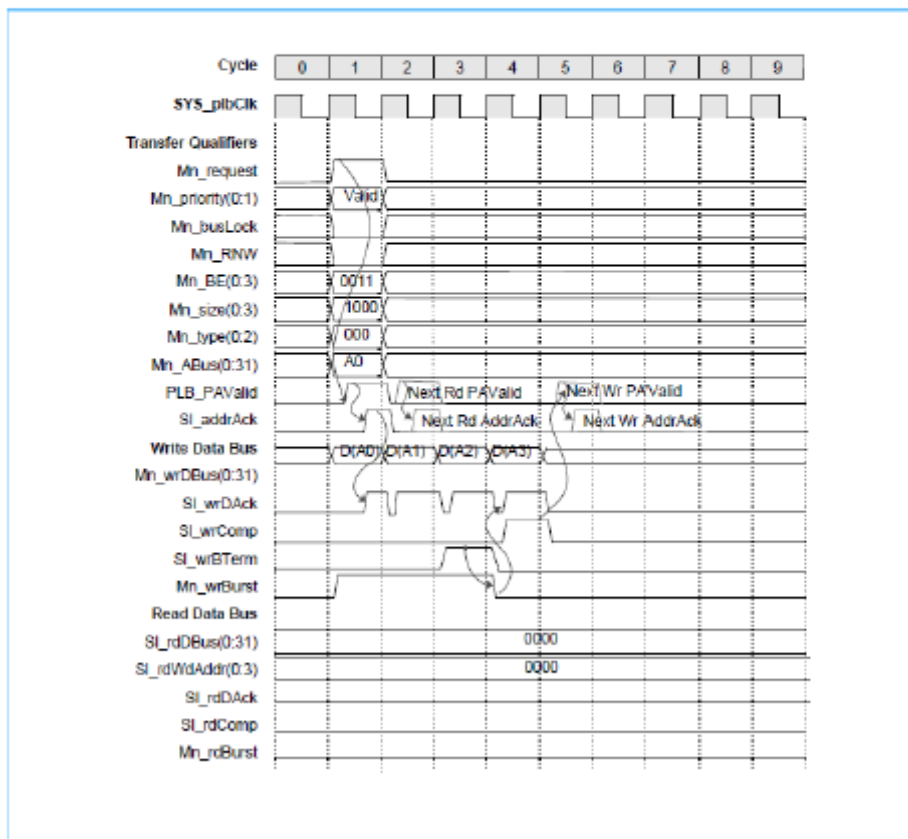 Cycle 0 1 2 3 4 5 6 7 8 9
SYS_plbClk
Transfer Qualifiers
Mn_request
Mn_priority(0:1) Valid
Mn_busLock
Mn_RNW
Mn_BE(0:3) 0011
Mn_size(0:3) 1000
Mn_type(0:2) 000
Mn_ABus(0:31) A0
PLB_PAValid Next Rd PAValid Next Wr PAValid
Sl_addrAck Next Rd AddrAck Next Wr AddrAck
Write Data Bus D(A0) D(A1) D(A2) D(A3)
Mn_wrDBus(0:31)
Sl_wrDAck
Sl_wrComp
Sl_wrBTerm
Mn_wrBurst
Read Data Bus
Sl_rdDBus(0:31) 0000
Sl_rdWdAddr(0:3) 0000
Sl_rdDAck
Sl_rdComp
Mn_rdBurst